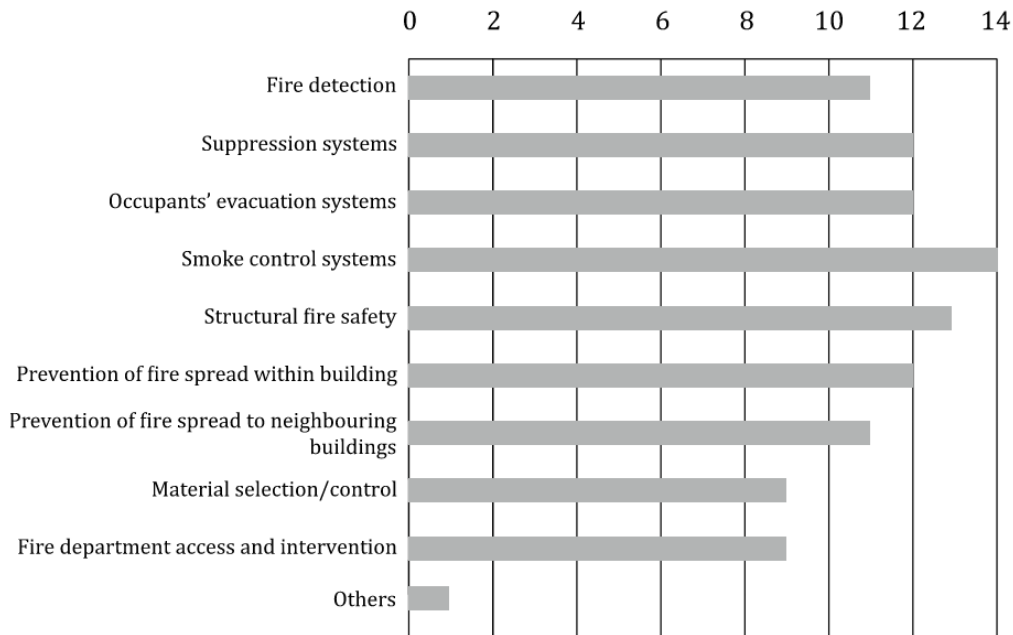 0 2 4 6 8 10 12 14
Fire detection
Suppression systems
Occupants’ evacuation systems
Smoke control systems
Structural fire safety
Prevention of fire spread within building
Prevention of fire spread to neighbouring
buildings
Material selection/control
Fire department access and intervention
Others